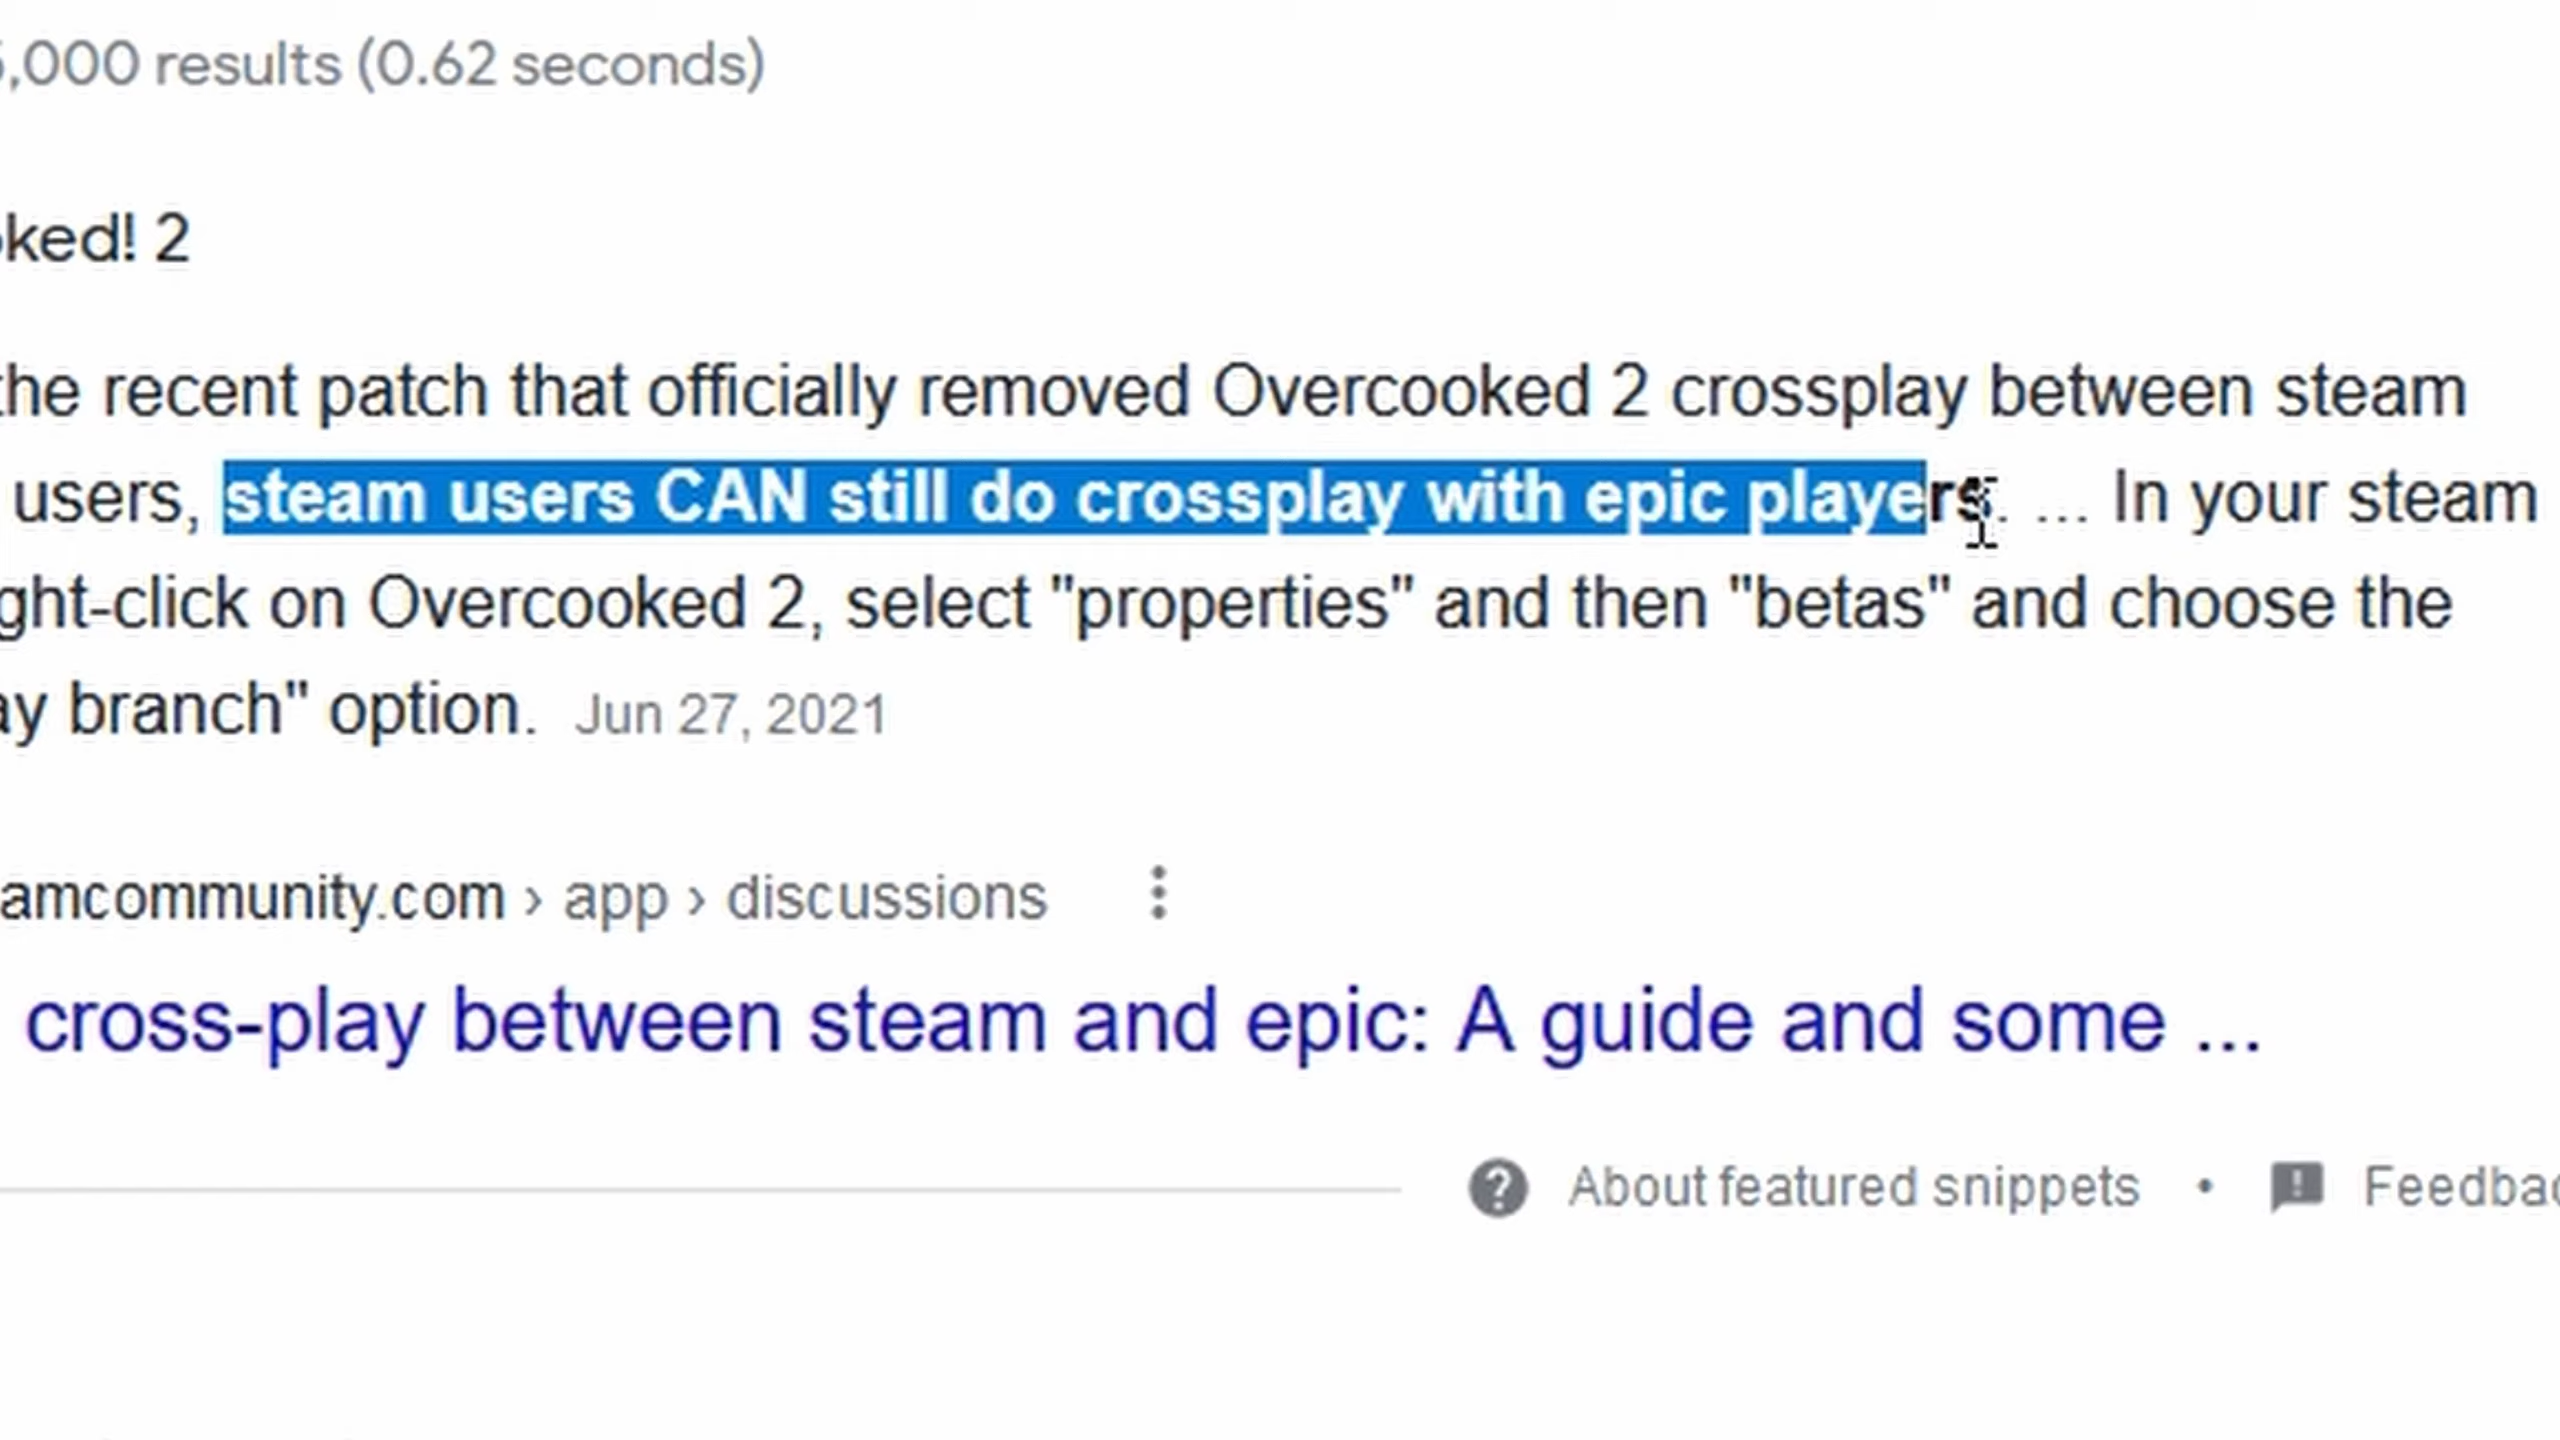 ,000 results (0.62 seconds)
ked! 2
the recent patch that officially removed Overcooked 2 crossplay between steam
users, steam users CAN still do crossplay with epic players. ... In your steam
ght-click on Overcooked 2, select "properties" and then "betas" and choose the
ay branch" option. Jun 27, 2021
amcommunity.com › app › discussions
cross-play between steam and epic: A guide and some ...
About featured snippets • Feedbac